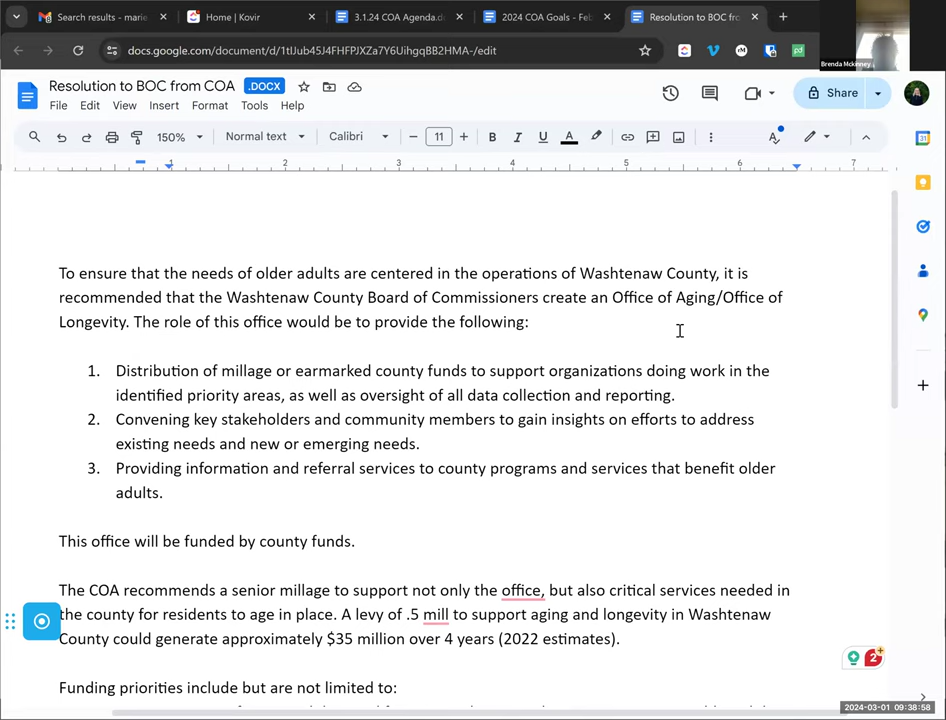 Search results - marie
Home | Kovir
3.1.24 COA Agenda.d
2024 COA Goals - Feb
Resolution to BOC fro
docs.google.com/document/d/1tIJub45J4FHFPJXZa7Y6UihgqBB2HMA-/edit
Brenda Mckinney
Resolution to BOC from COA .DOCX
File Edit View Insert Format Tools Help
Share
150% Normal text Calibri 11 B I U A
1 2 3 4 5 6 7
To ensure that the needs of older adults are centered in the operations of Washtenaw County, it is
recommended that the Washtenaw County Board of Commissioners create an Office of Aging/Office of
Longevity. The role of this office would be to provide the following:
1. Distribution of millage or earmarked county funds to support organizations doing work in the
identified priority areas, as well as oversight of all data collection and reporting.
2. Convening key stakeholders and community members to gain insights on efforts to address
existing needs and new or emerging needs.
3. Providing information and referral services to county programs and services that benefit older
adults.
This office will be funded by county funds.
The COA recommends a senior millage to support not only the office, but also critical services needed in
the county for residents to age in place. A levy of .5 mill to support aging and longevity in Washtenaw
County could generate approximately $35 million over 4 years (2022 estimates).
2
Funding priorities include but are not limited to:
2024-03-01 09:38:58